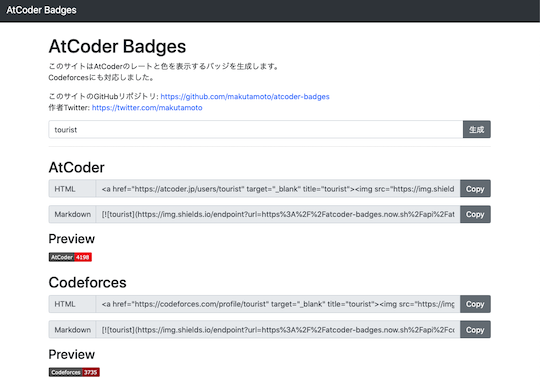 AtCoder Badges
AtCoder Badges
このサイトはAtCoderのレートと色を表示するバッジを生成します。
Codeforcesにも対応しました。
このサイトのGitHubリポジトリ: https://github.com/makutamoto/atcoder-badges
作者Twitter: https://twitter.com/makutamoto
tourist 生成
AtCoder
HTML <a href="https://atcoder.jp/users/tourist" target="_blank" title="tourist"><img src="https://img.shield Copy
Markdown [![tourist](https://img.shields.io/endpoint?url=https%3A%2F%2Fatcoder-badges.now.sh%2Fapi%2Fat Copy
Preview
AtCoder 4198
Codeforces
HTML <a href="https://codeforces.com/profile/tourist" target="_blank" title="tourist"><img src="https://img Copy
Markdown [![tourist](https://img.shields.io/endpoint?url=https%3A%2F%2Fatcoder-badges.now.sh%2Fapi%2Fcc Copy
Preview
Codeforces 3735